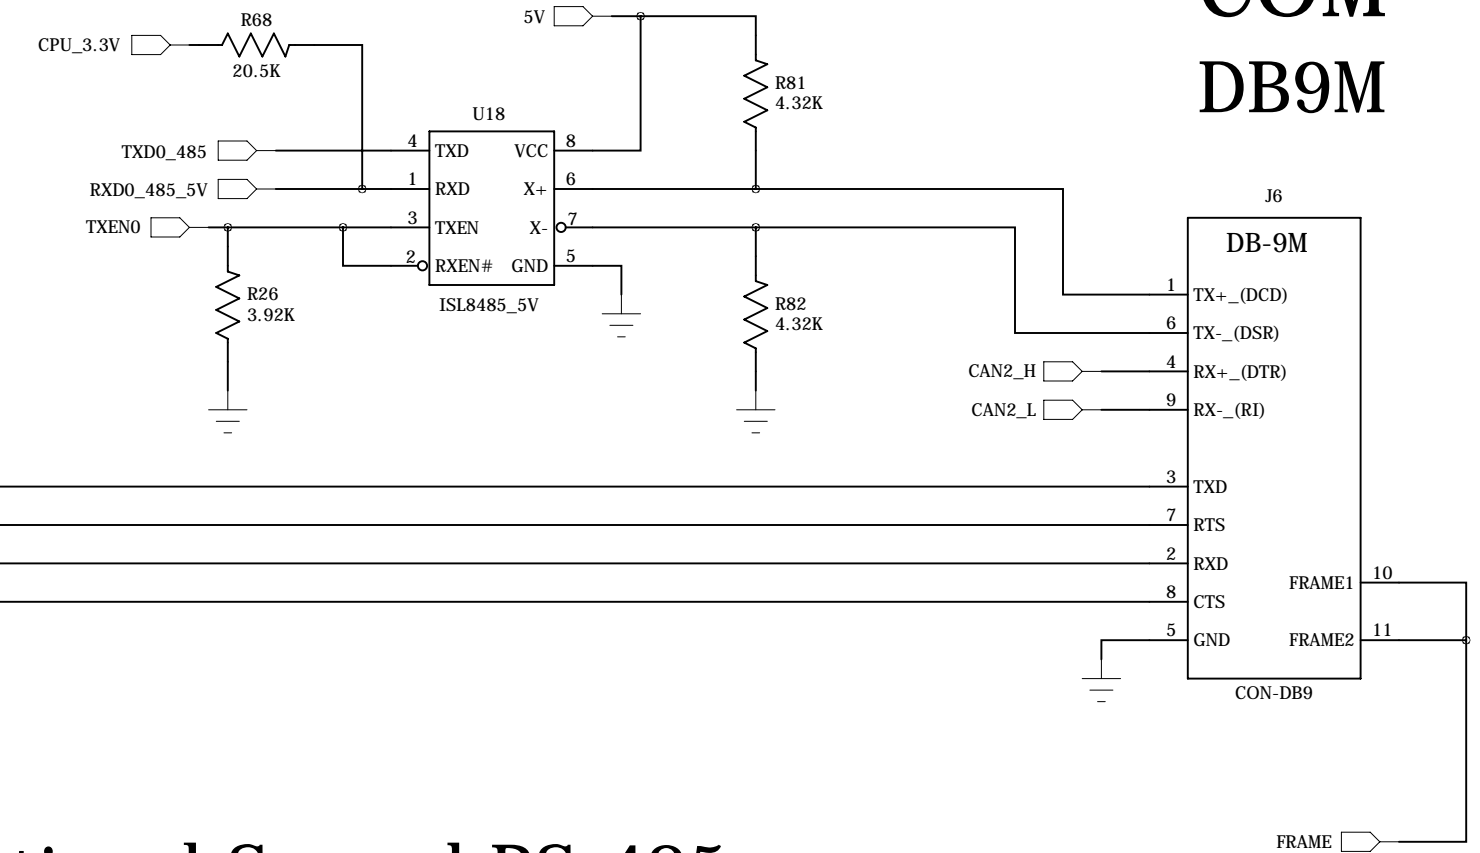 COM
DB9M
R68
CPU_3.3V
20.5K
5V
R81
4.32K
U18
TXD0_485
4
TXD
VCC
8
RXD0_485_5V
1
RXD
X+
6
TXEN0
3
TXEN
X-
7
2
RXEN#
GND
5
ISL8485_5V
R26
3.92K
R82
4.32K
J6
DB-9M
1
TX+_(DCD)
6
TX-_(DSR)
CAN2_H
4
RX+_(DTR)
CAN2_L
9
RX-_(RI)
3
TXD
7
RTS
2
RXD
8
CTS
5
GND
FRAME1
10
FRAME2
11
CON-DB9
FRAME